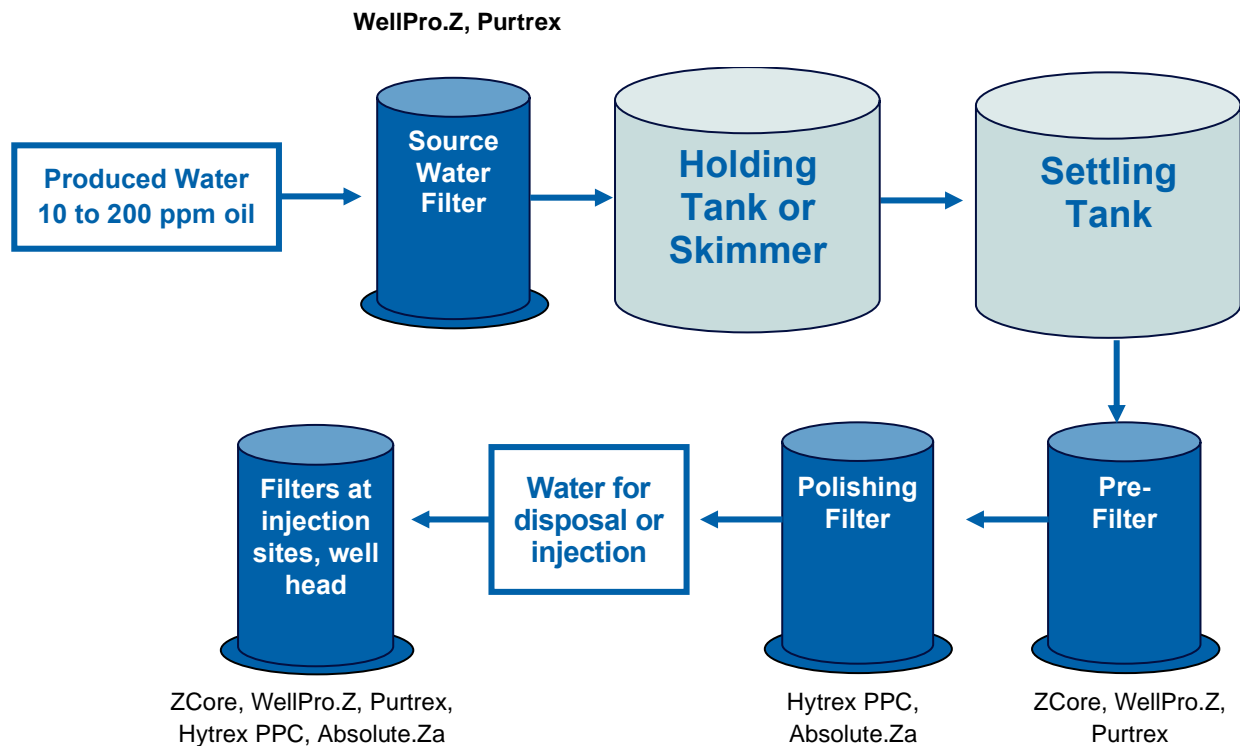 WellPro.Z, Purtrex
Produced Water
10 to 200 ppm oil
Source
Water
Filter
Holding
Tank or
Skimmer
Settling
Tank
Pre-
Filter
Polishing
Filter
Water for
disposal or
injection
Filters at
injection
sites, well
head
ZCore, WellPro.Z, Purtrex,
Hytrex PPC, Absolute.Za
Hytrex PPC,
Absolute.Za
ZCore, WellPro.Z,
Purtrex